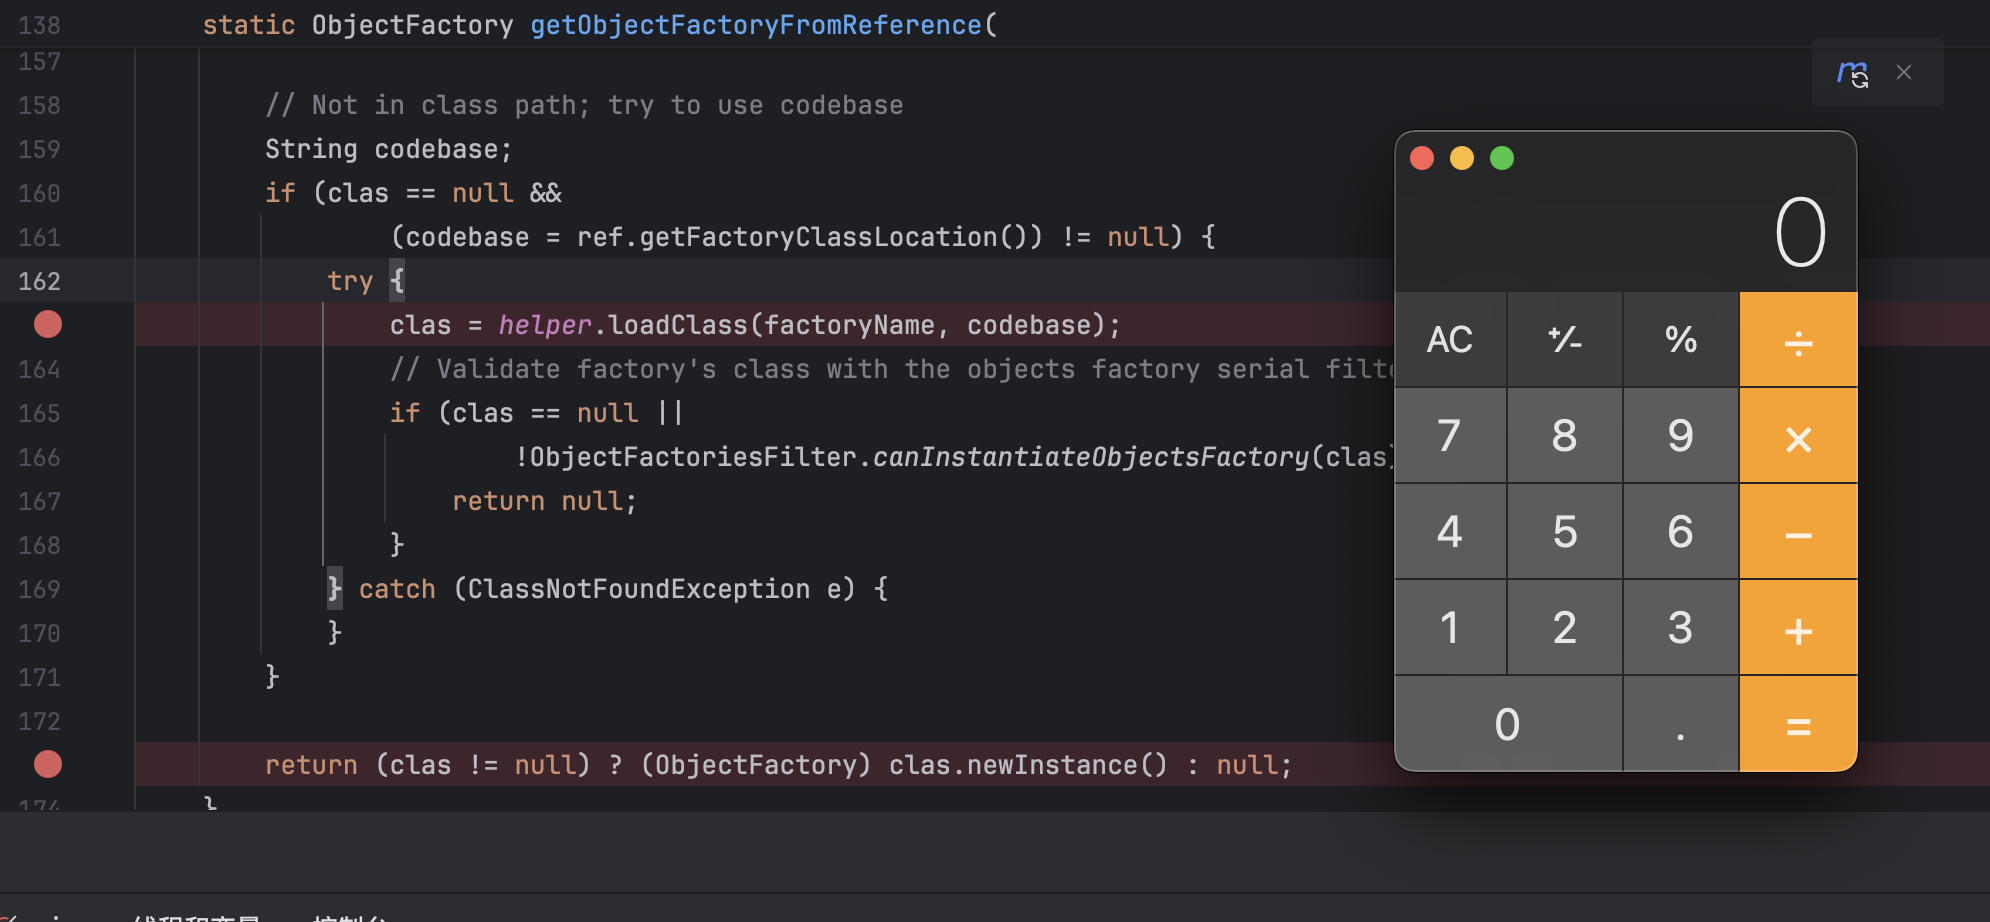 138 static ObjectFactory getObjectFactoryFromReference(
157
158 // Not in class path; try to use codebase
159 String codebase;
160 if (clas == null &&
161 (codebase = ref.getFactoryClassLocation()) != null) {
162 try {
clas = helper.loadClass(factoryName, codebase);
164 // Validate factory's class with the objects factory serial
165 if (clas == null ||
166 !ObjectFactoriesFilter.canInstantiateObjectsFactory(clas)
167 return null;
168 }
169 } catch (ClassNotFoundException e) {
170 }
171 }
172
return (clas != null) ? (ObjectFactory) clas.newInstance() : null;
174 }
0
AC +/- % ÷
7 8 9 ×
4 5 6 −
1 2 3 +
0 . =
线程和变量 控制台